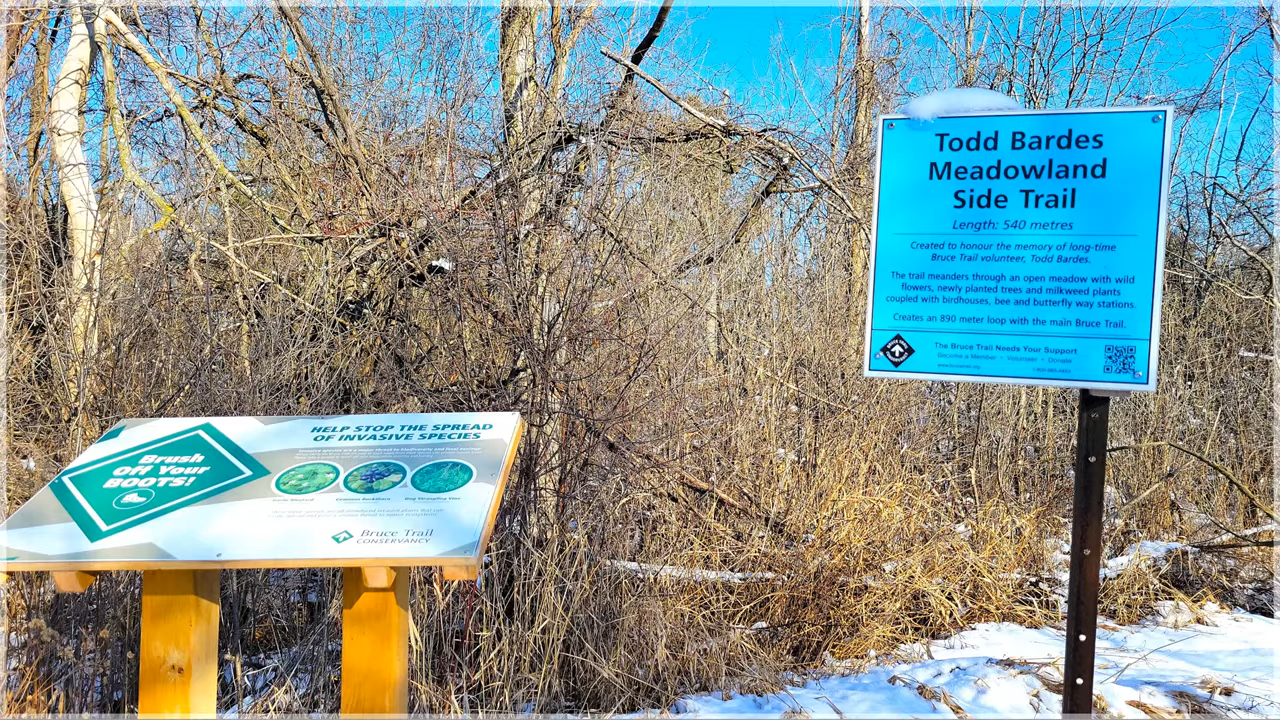 Brush
Off Your
BOOTS!
HELP STOP THE SPREAD
OF INVASIVE SPECIES
Garlic Mustard
Common Buckthorn
Dog Strangling Vine
Bruce Trail
CONSERVANCY
Todd Bardes
Meadowland
Side Trail
Length: 540 metres
Created to honour the memory of long-time
Bruce Trail volunteer, Todd Bardes.
The trail meanders through an open meadow with wild
flowers, newly planted trees and milkweed plants
coupled with birdhouses, bee and butterfly way stations.
Creates an 890 meter loop with the main Bruce Trail.
The Bruce Trail Needs Your Support
Become a Member • Volunteer • Donate